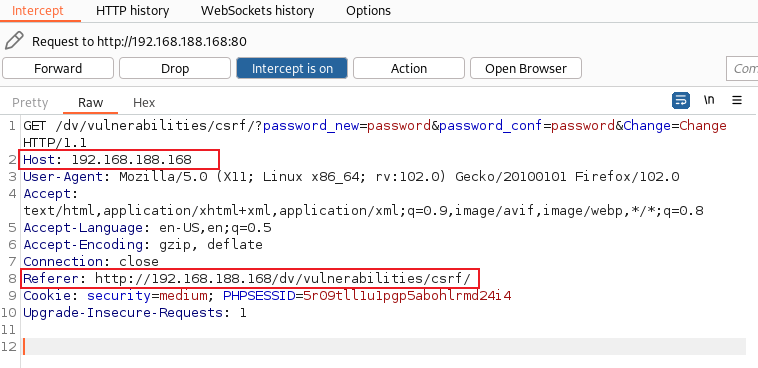 Intercept HTTP history WebSockets history Options
Request to http://192.168.188.168:80
Forward Drop Intercept is on Action Open Browser Com
Pretty Raw Hex \n
1 GET /dv/vulnerabilities/csrf/?password_new=password&password_conf=password&Change=Change
HTTP/1.1
2 Host: 192.168.188.168
3 User-Agent: Mozilla/5.0 (X11; Linux x86_64; rv:102.0) Gecko/20100101 Firefox/102.0
4 Accept:
text/html,application/xhtml+xml,application/xml;q=0.9,image/avif,image/webp,*/*;q=0.8
5 Accept-Language: en-US,en;q=0.5
6 Accept-Encoding: gzip, deflate
7 Connection: close
8 Referer: http://192.168.188.168/dv/vulnerabilities/csrf/
9 Cookie: security=medium; PHPSESSID=5r09tll1u1pgp5abohlrmd24i4
10 Upgrade-Insecure-Requests: 1
11
12